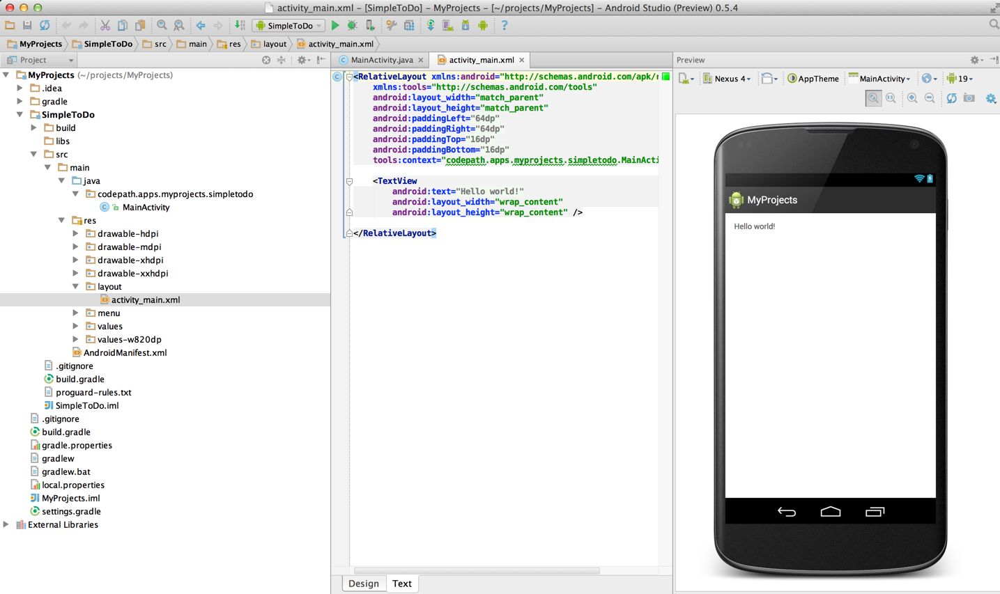 activity_main.xml – [SimpleToDo] – MyProjects – [~/projects/MyProjects] – Android Studio (Preview) 0.5.4
SimpleToDo
?
MyProjects SimpleToDo src main res layout activity_main.xml
Project
MyProjects (~/projects/MyProjects)
.idea
gradle
SimpleToDo
build
libs
src
main
java
codepath.apps.myprojects.simpletodo
MainActivity
res
drawable-hdpi
drawable-mdpi
drawable-xhdpi
drawable-xxhdpi
layout
activity_main.xml
menu
values
values-w820dp
AndroidManifest.xml
.gitignore
build.gradle
proguard-rules.txt
SimpleToDo.iml
.gitignore
build.gradle
gradle.properties
gradlew
gradlew.bat
local.properties
MyProjects.iml
settings.gradle
External Libraries
MainActivity.java activity_main.xml
<RelativeLayout xmlns:android="http://schemas.android.com/apk/r
xmlns:tools="http://schemas.android.com/tools"
android:layout_width="match_parent"
android:layout_height="match_parent"
android:paddingLeft="64dp"
android:paddingRight="64dp"
android:paddingTop="16dp"
android:paddingBottom="16dp"
tools:context="codepath.apps.myprojects.simpletodo.MainActi
<TextView
android:text="Hello world!"
android:layout_width="wrap_content"
android:layout_height="wrap_content" />
</RelativeLayout>
Design Text
Preview
Nexus 4 AppTheme MainActivity 19
MyProjects
Hello world!